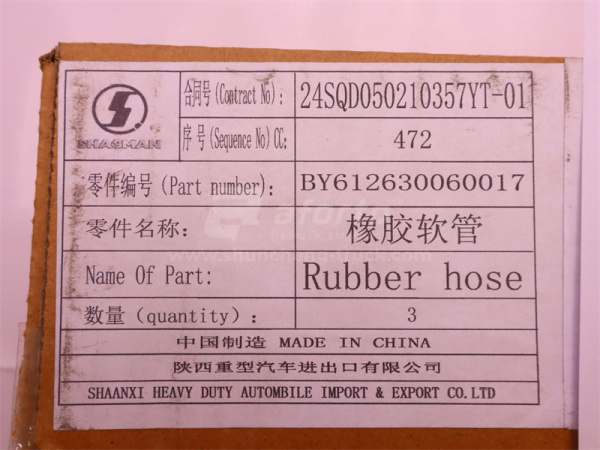 合同号(Contract No): 24SQD050210357YT-01
SHACMAN
序号(Sequence No)CC: 472
零件编号(Part number): BY612630060017
零件名称: 橡胶软管
Name Of Part: Rubber hose
数量(quantity): 3
中国制造 MADE IN CHINA
陕西重型汽车进出口有限公司
SHAANXI HEAVY DUTY AUTOMBILE IMPORT & EXPORT CO.LTD